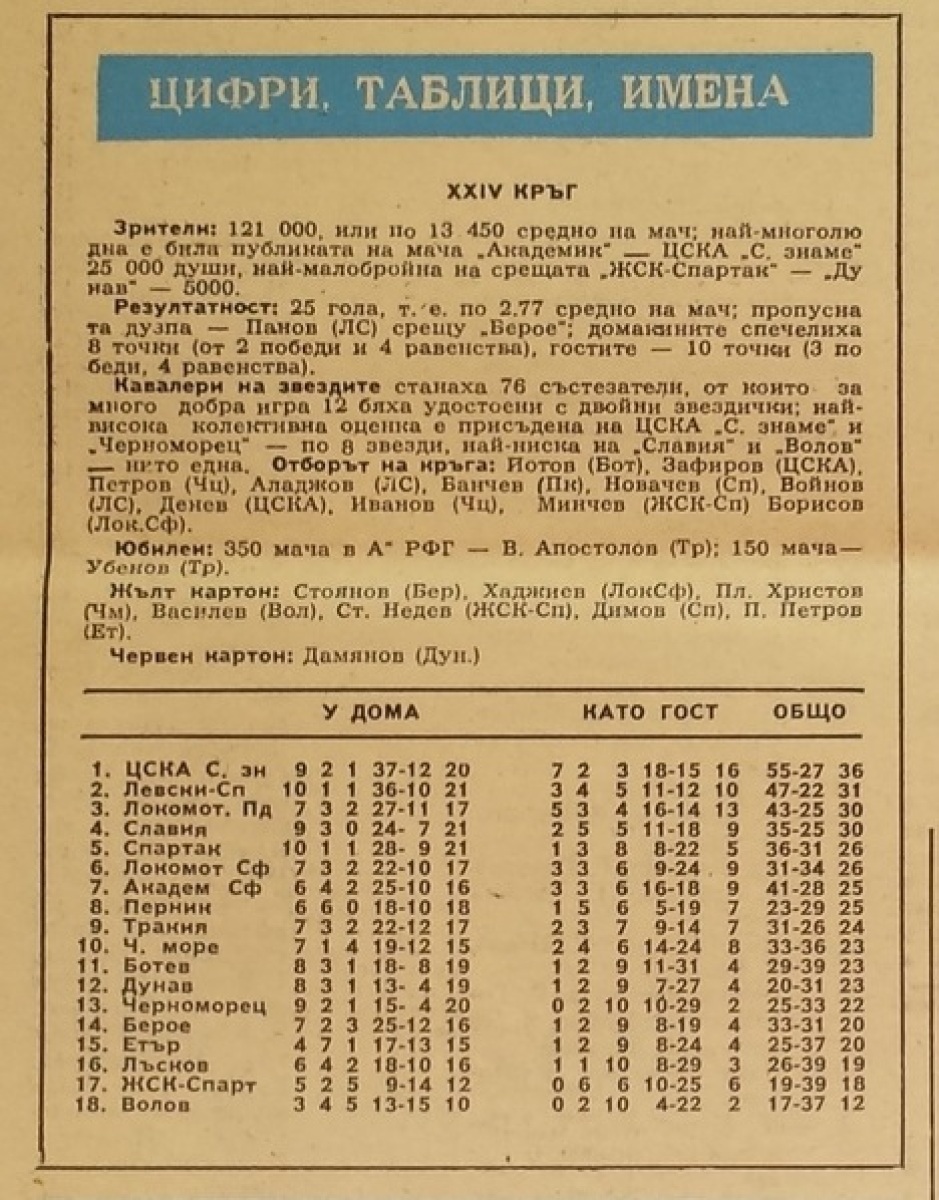 ЦИФРИ, ТАБЛИЦИ, ИМЕНА
XXIV КРЪГ
Зрители: 121 000, или по 13 450 средно на мач; най-многолю
дна е била публиката на мача „Академик“ — ЦСКА „С. знаме“
25 000 души, най-малобройна на срещата „ЖСК-Спартак“ — „Ду
нав“ — 5000.
Резултатност: 25 гола, т. е. по 2.77 средно на мач; пропусна
та дузпа — Панов (ЛС) срещу „Берое“; домакините спечелиха
8 точки (от 2 победи и 4 равенства), гостите — 10 точки (3 по
беди, 4 равенства).
Кавалери на звездите станаха 76 състезатели, от които за
много добра игра 12 бяха удостоени с двойни звездички; най-
висока колективна оценка е присъдена на ЦСКА „С. знаме“ и
„Черноморец“ — по 8 звезди, най-ниска на „Славия“ и „Волов“
— нито една. Отборът на кръга: Йотов (Бот), Зафиров (ЦСКА),
Петров (Чц), Аладжов (ЛС), Банчев (Пк), Новачев (Сп), Войнов
(ЛС), Денев (ЦСКА), Иванов (Чц), Минчев (ЖСК-Сп) Борисов
(Лок.Сф).
Юбилеи: 350 мача в А“ РФГ — В. Апостолов (Тр); 150 мача—
Убенов (Тр).
Жълт картон: Стоянов (Бер), Хаджиев (ЛокСф), Пл. Христов
(Чм), Василев (Вол), Ст. Недев (ЖСК-Сп), Димов (Сп), П. Петров
(Ет).
Червен картон: Дамянов (Дун.)
У ДОМА КАТО ГОСТ ОБЩО
1. ЦСКА С. зн 9 2 1 37-12 20 7 2 3 18-15 16 55-27 36
2. Левски-Сп 10 1 1 36-10 21 3 4 5 11-12 10 47-22 31
3. Локомот. Пд 7 3 2 27-11 17 5 3 4 16-14 13 43-25 30
4. Славия 9 3 0 24- 7 21 2 5 5 11-18 9 35-25 30
5. Спартак 10 1 1 28- 9 21 1 3 8 8-22 5 36-31 26
6. Локомот Сф 7 3 2 22-10 17 3 3 6 9-24 9 31-34 26
7. Академ Сф 6 4 2 25-10 16 3 3 6 16-18 9 41-28 25
8. Перник 6 6 0 18-10 18 1 5 6 5-19 7 23-29 25
9. Тракия 7 3 2 22-12 17 2 3 7 9-14 7 31-26 24
10. Ч. море 7 1 4 19-12 15 2 4 6 14-24 8 33-36 23
11. Ботев 8 3 1 18- 8 19 1 2 9 11-31 4 29-39 23
12. Дунав 8 3 1 13- 4 19 1 2 9 7-27 4 20-31 23
13. Черноморец 9 2 1 15- 4 20 0 2 10 10-29 2 25-33 22
14. Берое 7 2 3 25-12 16 1 2 9 8-19 4 33-31 20
15. Етър 4 7 1 17-13 15 1 2 9 8-24 4 25-37 20
16. Лъсков 6 4 2 18-10 16 1 1 10 8-29 3 26-39 19
17. ЖСК-Спарт 5 2 5 9-14 12 0 6 6 10-25 6 19-39 18
18. Волов 3 4 5 13-15 10 0 2 10 4-22 2 17-37 12